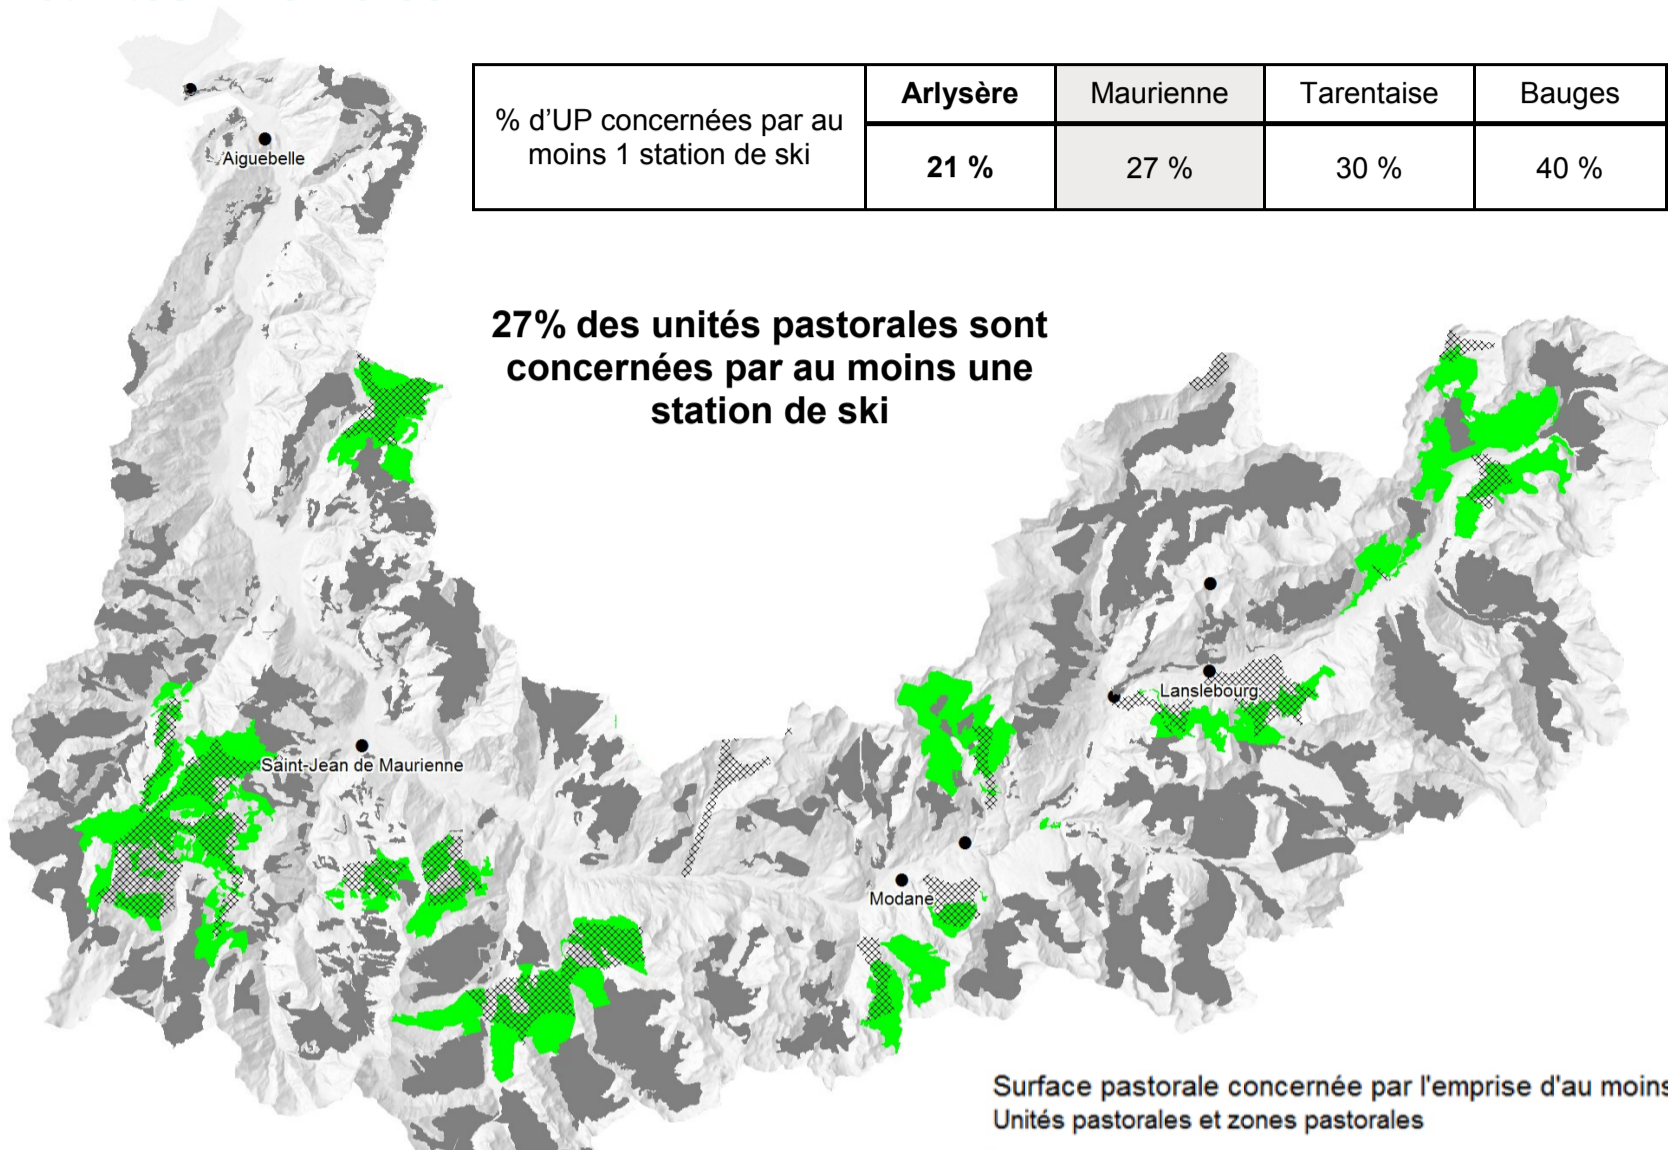 % d'UP concernées par au
moins 1 station de ski
Arlysère
Maurienne
Tarentaise
Bauges
21 %
27 %
30 %
40 %
27% des unités pastorales sont
concernées par au moins une
station de ski
Aiguebelle
Saint-Jean de Maurienne
Lanslebourg
Modane
Surface pastorale concernée par l'emprise d'au moins
Unités pastorales et zones pastorales